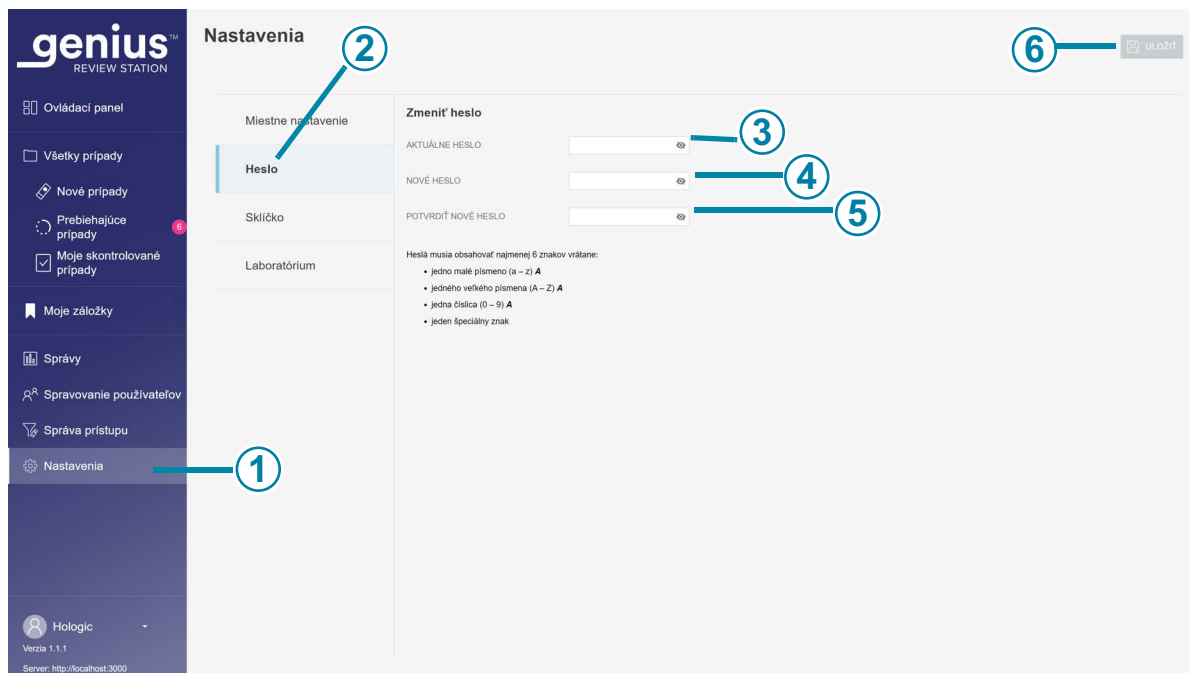 genius™
REVIEW STATION
Ovládací panel
Všetky prípady
Nové prípady
Prebiehajúce
prípady
6
Moje skontrolované
prípady
Moje záložky
Správy
Spravovanie používateľov
Správa prístupu
Nastavenia
Hologic
Verzia 1.1.1
Server: http://localhost:3000
Nastavenia
ULOŽIŤ
Miestne nastavenie
Heslo
Sklíčko
Laboratórium
Zmeniť heslo
AKTUÁLNE HESLO
NOVÉ HESLO
POTVRDIŤ NOVÉ HESLO
Heslá musia obsahovať najmenej 6 znakov vrátane:
• jedno malé písmeno (a – z) A
• jedného veľkého písmena (A – Z) A
• jedna číslica (0 – 9) A
• jeden špeciálny znak
1
2
3
4
5
6